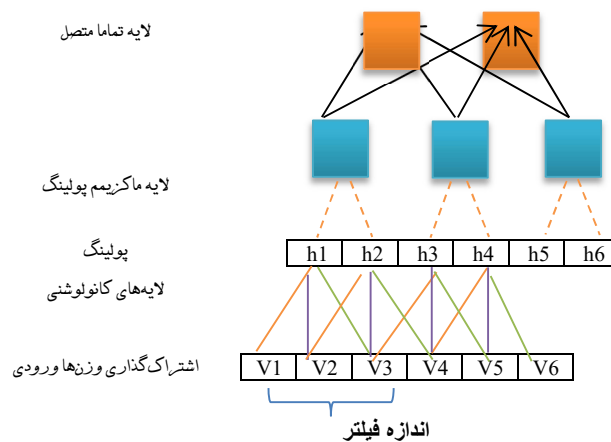 لایه تماما متصل
لایه ماکزیمم پولینگ
پولینگ
h1 h2 h3 h4 h5 h6
لایه‌های کانولوشنی
اشتراک‌گذاری وزن‌ها ورودی
V1 V2 V3 V4 V5 V6
اندازه فیلتر